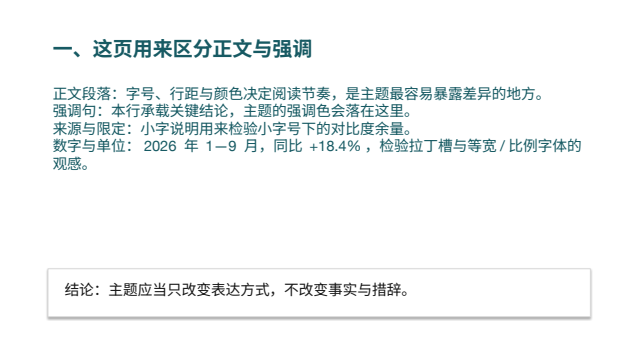 一、这页用来区分正文与强调
正文段落：字号、行距与颜色决定阅读节奏，是主题最容易暴露差异的地方。
强调句：本行承载关键结论，主题的强调色会落在这里。
来源与限定：小字说明用来检验小字号下的对比度余量。
数字与单位： 2026 年 1—9 月，同比 +18.4% ，检验拉丁槽与等宽 / 比例字体的
观感。
结论：主题应当只改变表达方式，不改变事实与措辞。